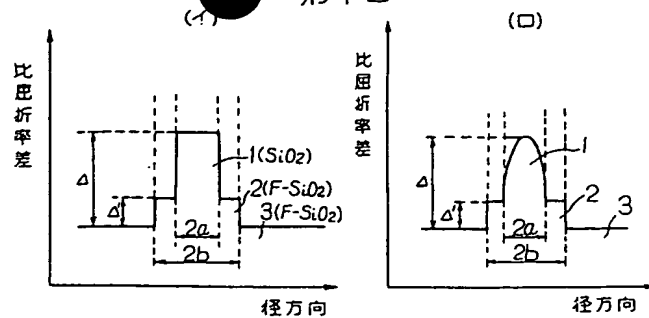 (イ)
(ロ)
比屈折率差
Δ
Δ'
1(SiO2)
2(F-SiO2)
3(F-SiO2)
2a
2b
径方向
比屈折率差
Δ
Δ'
1
2
3
2a
2b
径方向